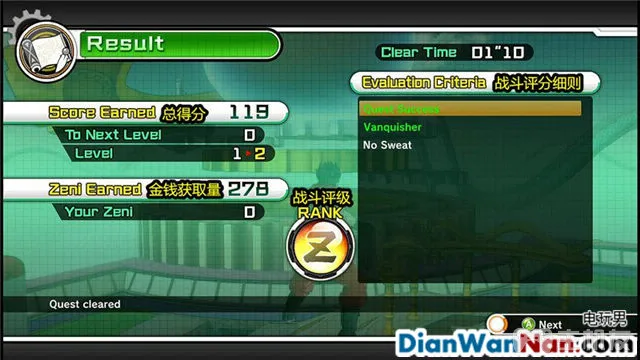 Result
Clear Time 01"10
Evaluation Criteria 战斗评分细则
Quest Success
Vanquisher
No Sweat
Score Earned 总得分 119
To Next Level 0
Level 1 2
Zeni Earned 金钱获取量 278
Your Zeni 0
战斗评级
RANK
Z
Quest cleared
A Next
电玩男
DianWanNan.com